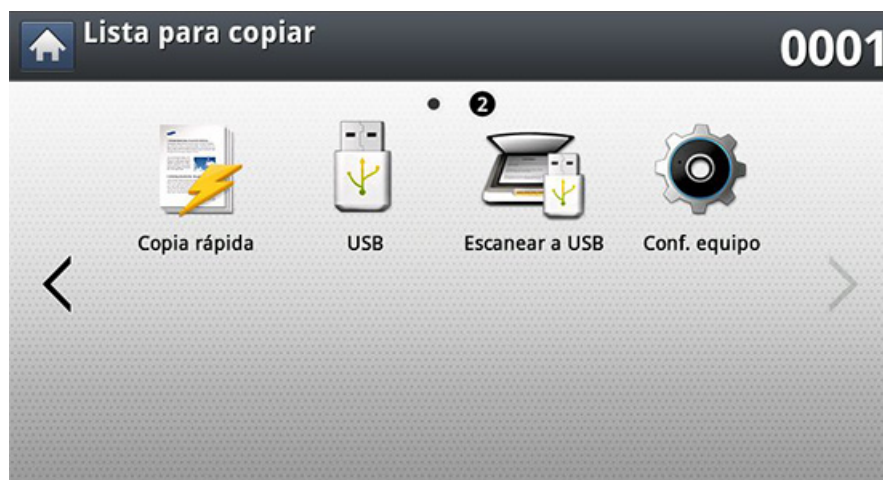 Lista para copiar
0001
2
Copia rápida
USB
Escanear a USB
Conf. equipo